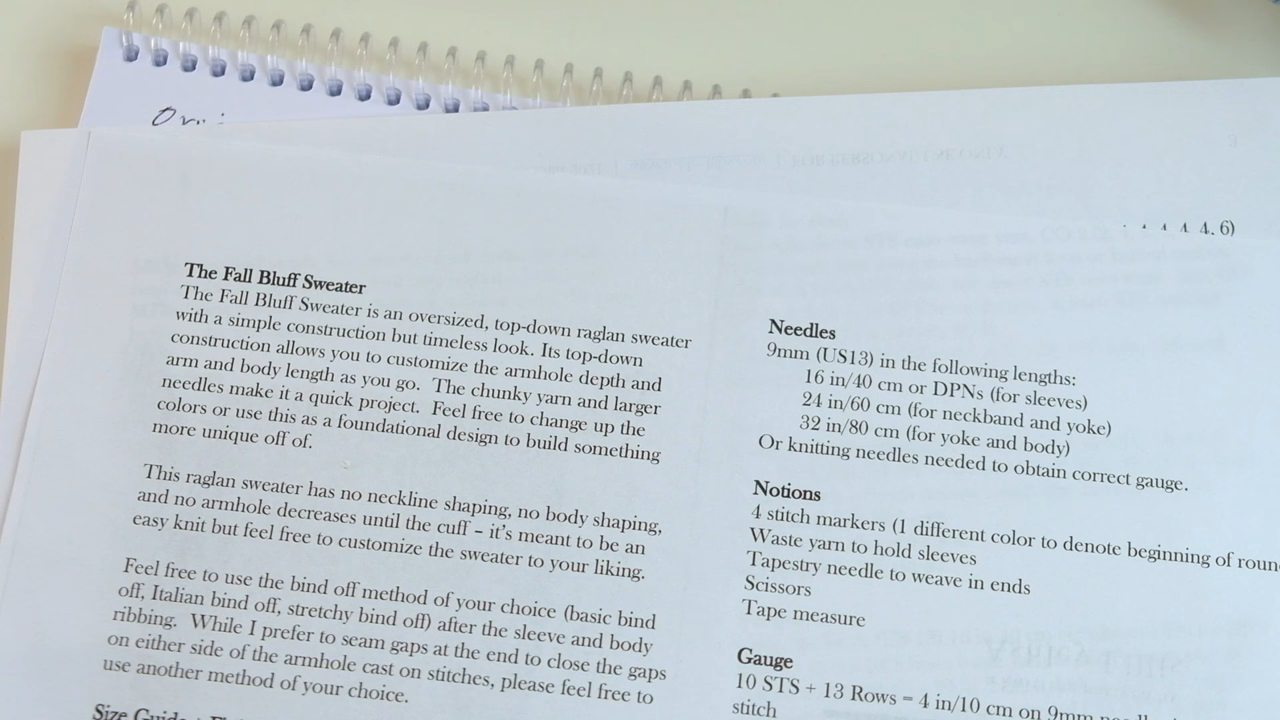 4. 6)
The Fall Bluff Sweater
The Fall Bluff Sweater is an oversized, top-down raglan sweater
with a simple construction but timeless look. Its top-down
construction allows you to customize the armhole depth and
arm and body length as you go. The chunky yarn and larger
needles make it a quick project. Feel free to change up the
colors or use this as a foundational design to build something
more unique off of.
This raglan sweater has no neckline shaping, no body shaping,
and no armhole decreases until the cuff – it's meant to be an
easy knit but feel free to customize the sweater to your liking.
Feel free to use the bind off method of your choice (basic bind
off, Italian bind off, stretchy bind off) after the sleeve and body
ribbing. While I prefer to seam gaps at the end to close the gaps
on either side of the armhole cast on stitches, please feel free to
use another method of your choice.
Size Guide +
Needles
9mm (US13) in the following lengths:
16 in/40 cm or DPNs (for sleeves)
24 in/60 cm (for neckband and yoke)
32 in/80 cm (for yoke and body)
Or knitting needles needed to obtain correct gauge.
Notions
4 stitch markers (1 different color to denote beginning of roun
Waste yarn to hold sleeves
Tapestry needle to weave in ends
Scissors
Tape measure
Gauge
10 STS + 13 Rows = 4 in/10 cm on 9mm
stitch